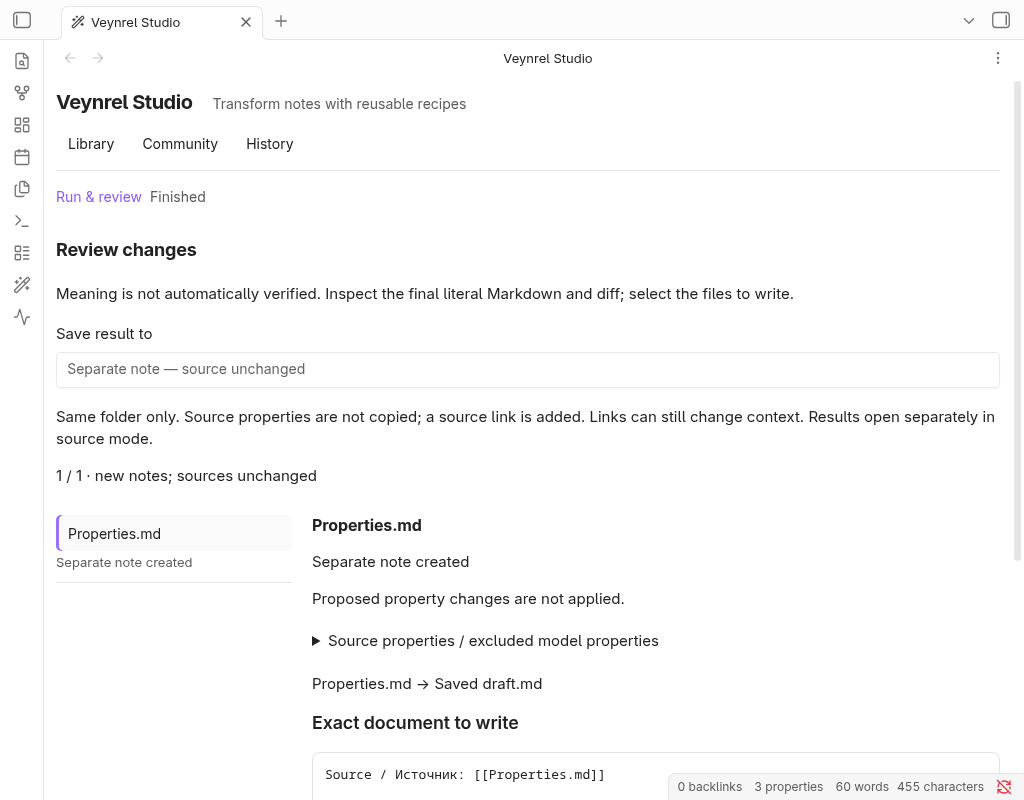 Veynrel Studio
Veynrel Studio
Veynrel Studio Transform notes with reusable recipes
Library Community History
Run & review Finished
Review changes
Meaning is not automatically verified. Inspect the final literal Markdown and diff; select the files to write.
Save result to
Separate note — source unchanged
Same folder only. Source properties are not copied; a source link is added. Links can still change context. Results open separately in
source mode.
1 / 1 · new notes; sources unchanged
Properties.md
Separate note created
Properties.md
Separate note created
Proposed property changes are not applied.
Source properties / excluded model properties
Properties.md → Saved draft.md
Exact document to write
Source / Источник: [[Properties.md]]
0 backlinks 3 properties 60 words 455 characters